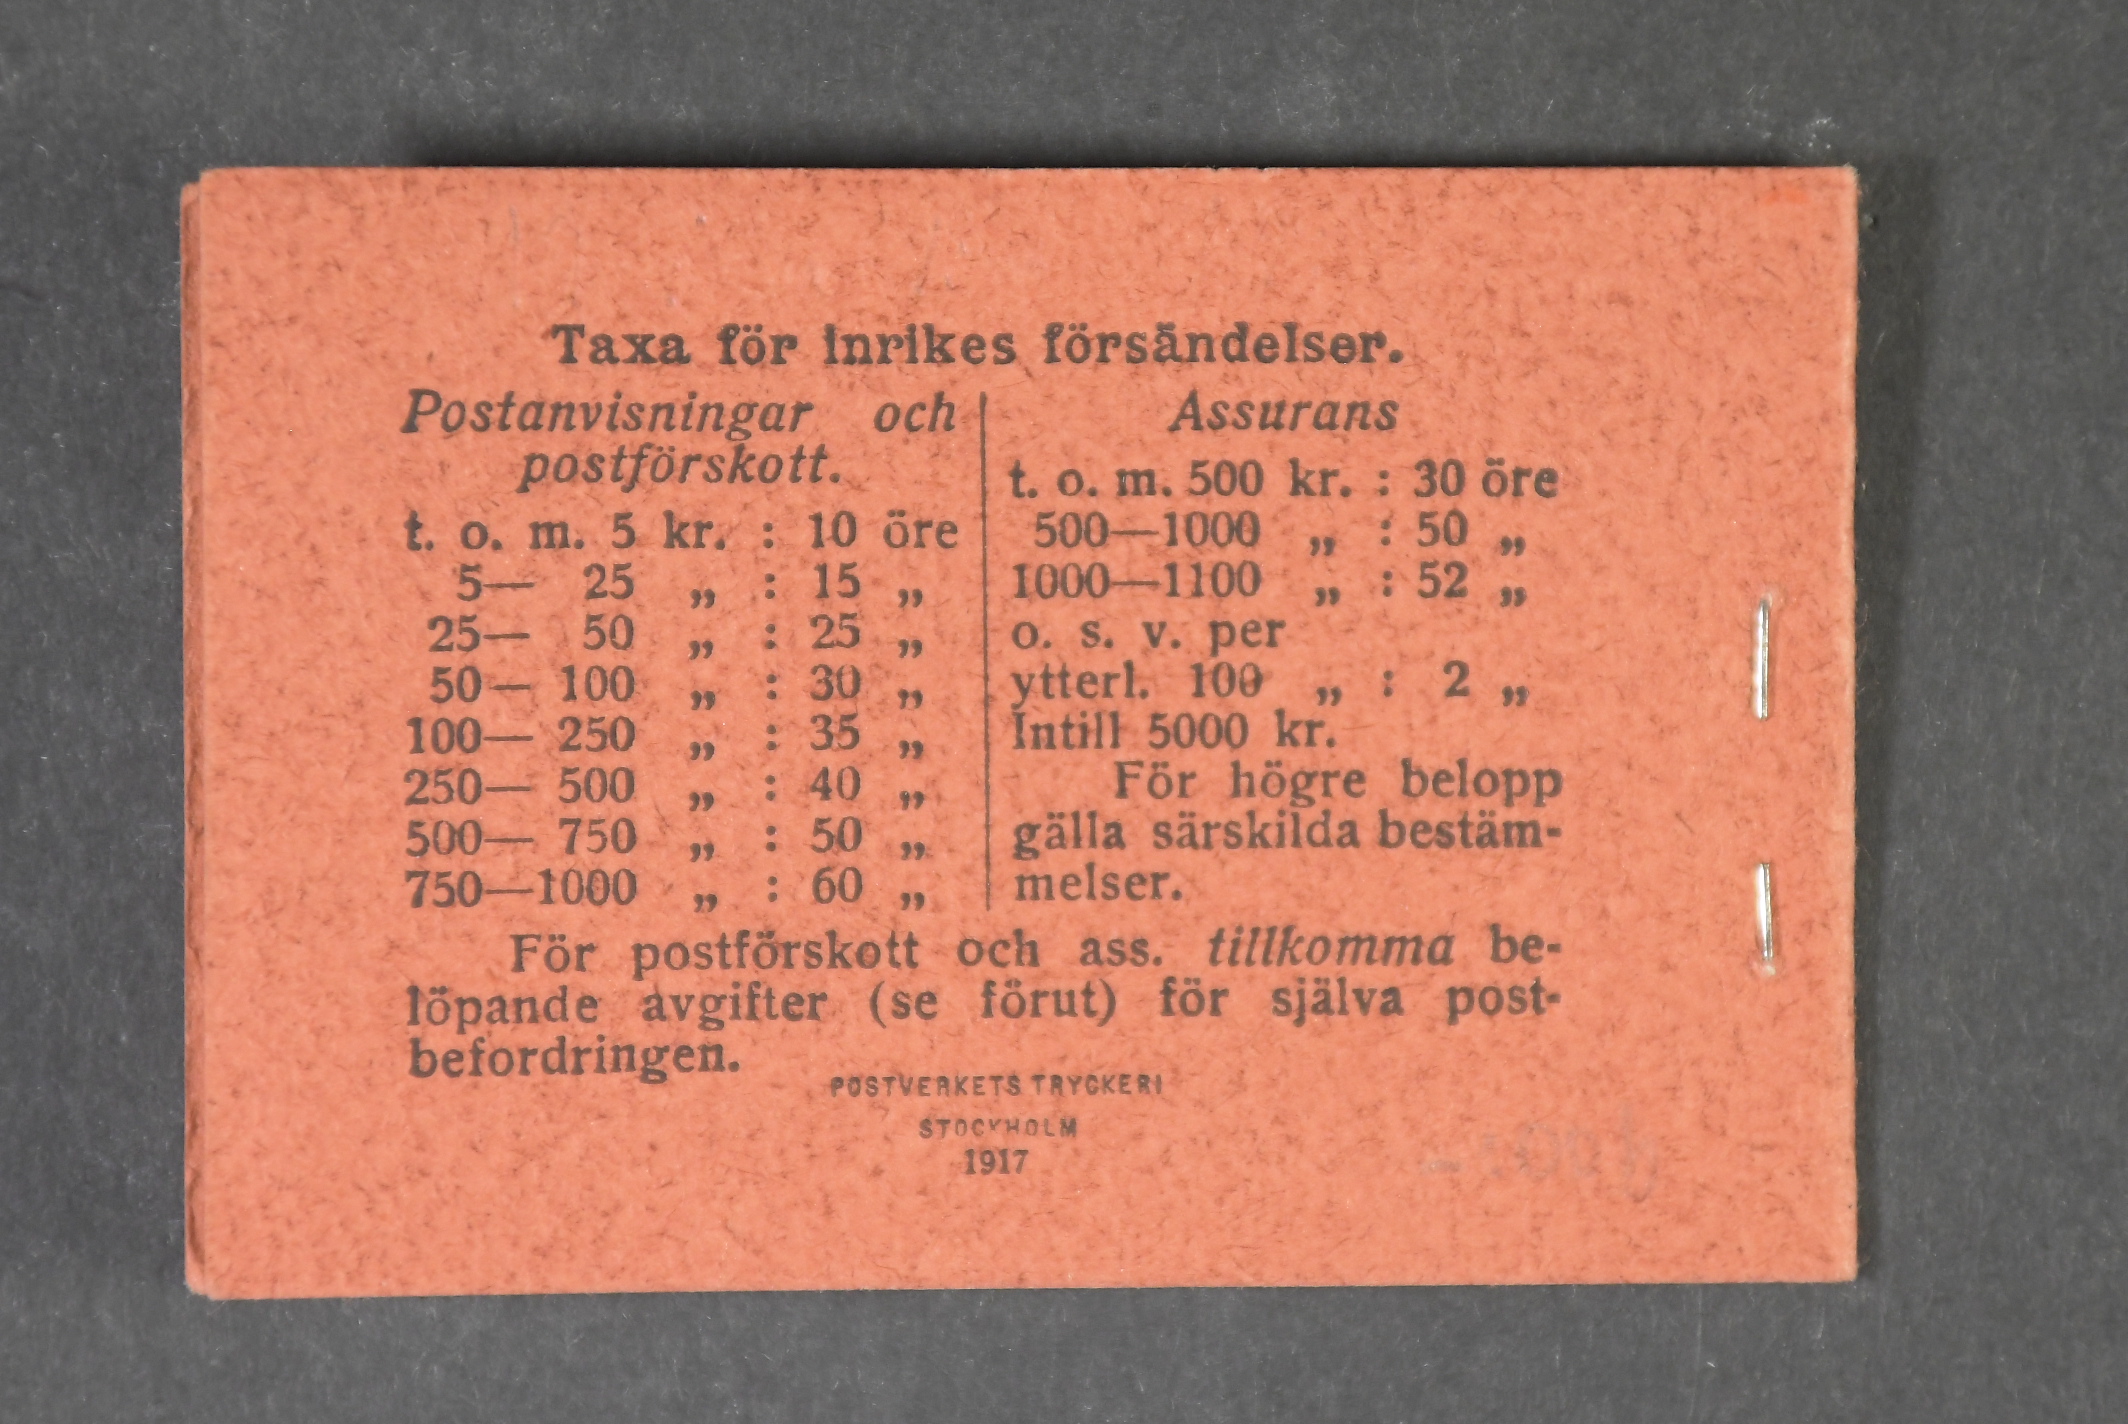 Taxa för inrikes försändelser.
Postanvisningar och
postförskott.
t. o. m. 5 kr. : 10 öre
5— 25 „ : 15 „
25— 50 „ : 25 „
50— 100 „ : 30 „
100— 250 „ : 35 „
250— 500 „ : 40 „
500— 750 „ : 50 „
750—1000 „ : 60 „
Assurans
t. o. m. 500 kr. : 30 öre
500—1000 „ : 50 „
1000—1100 „ : 52 „
o. s. v. per
ytterl. 100 „ : 2 „
Intill 5000 kr.
För högre belopp
gälla särskilda bestäm-
melser.
För postförskott och ass. tillkomma be-
löpande avgifter (se förut) för själva post-
befordringen.
POSTVERKETS TRYCKERI
STOCKHOLM
1917